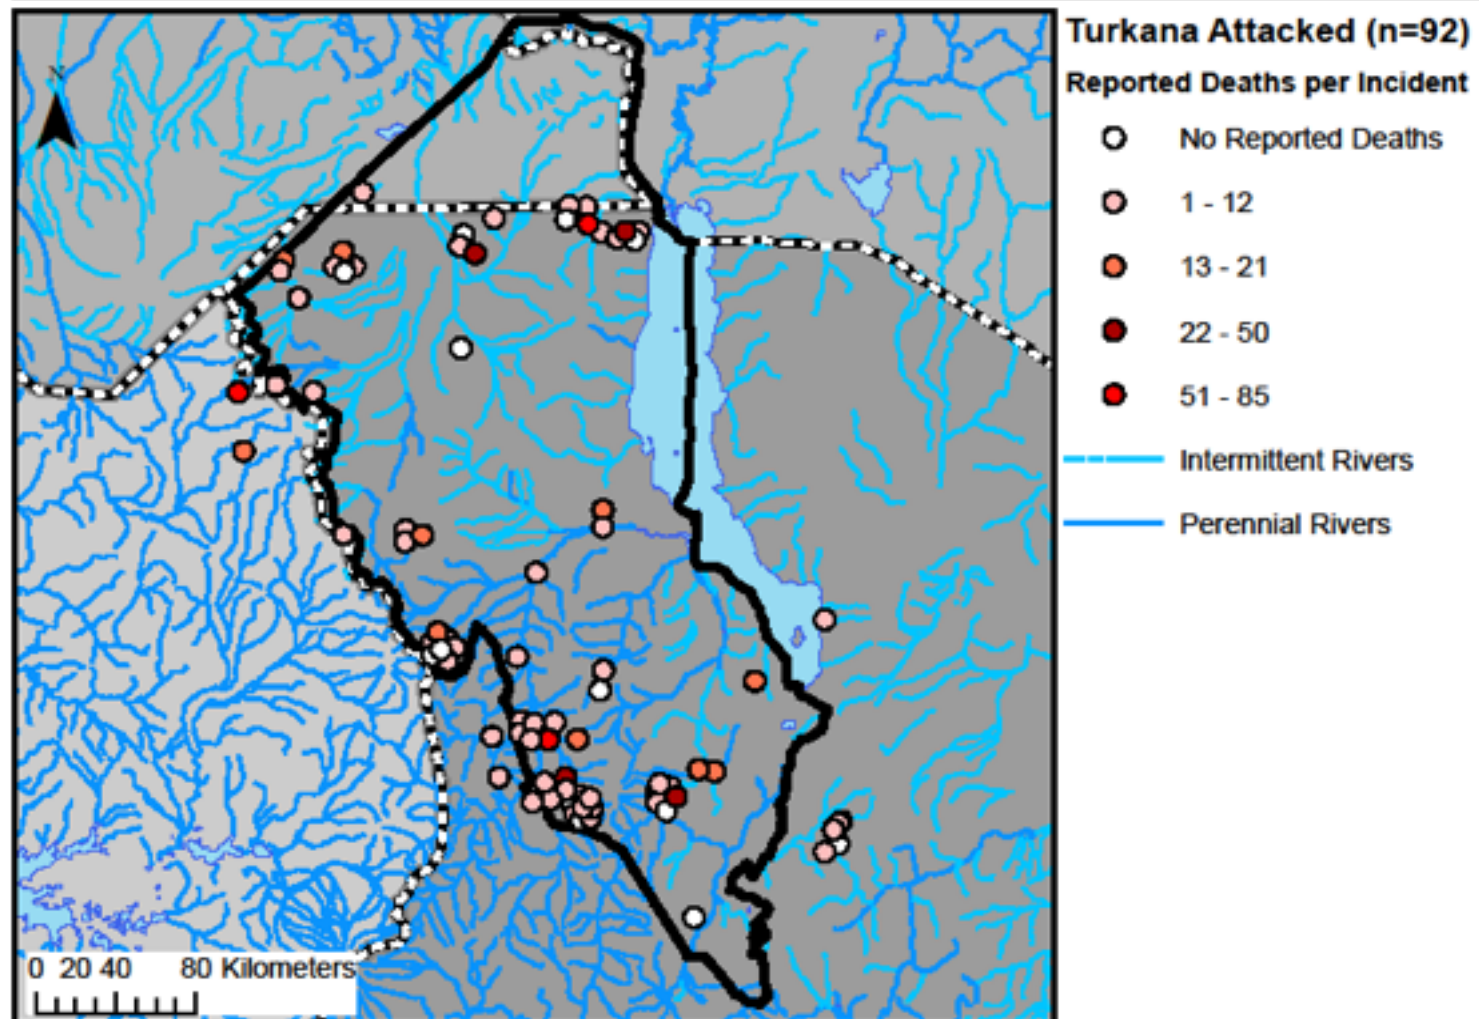 Turkana Attacked (n=92)
Reported Deaths per Incident
No Reported Deaths
1 - 12
13 - 21
22 - 50
51 - 85
Intermittent Rivers
Perennial Rivers
N
0 20 40 80 Kilometers